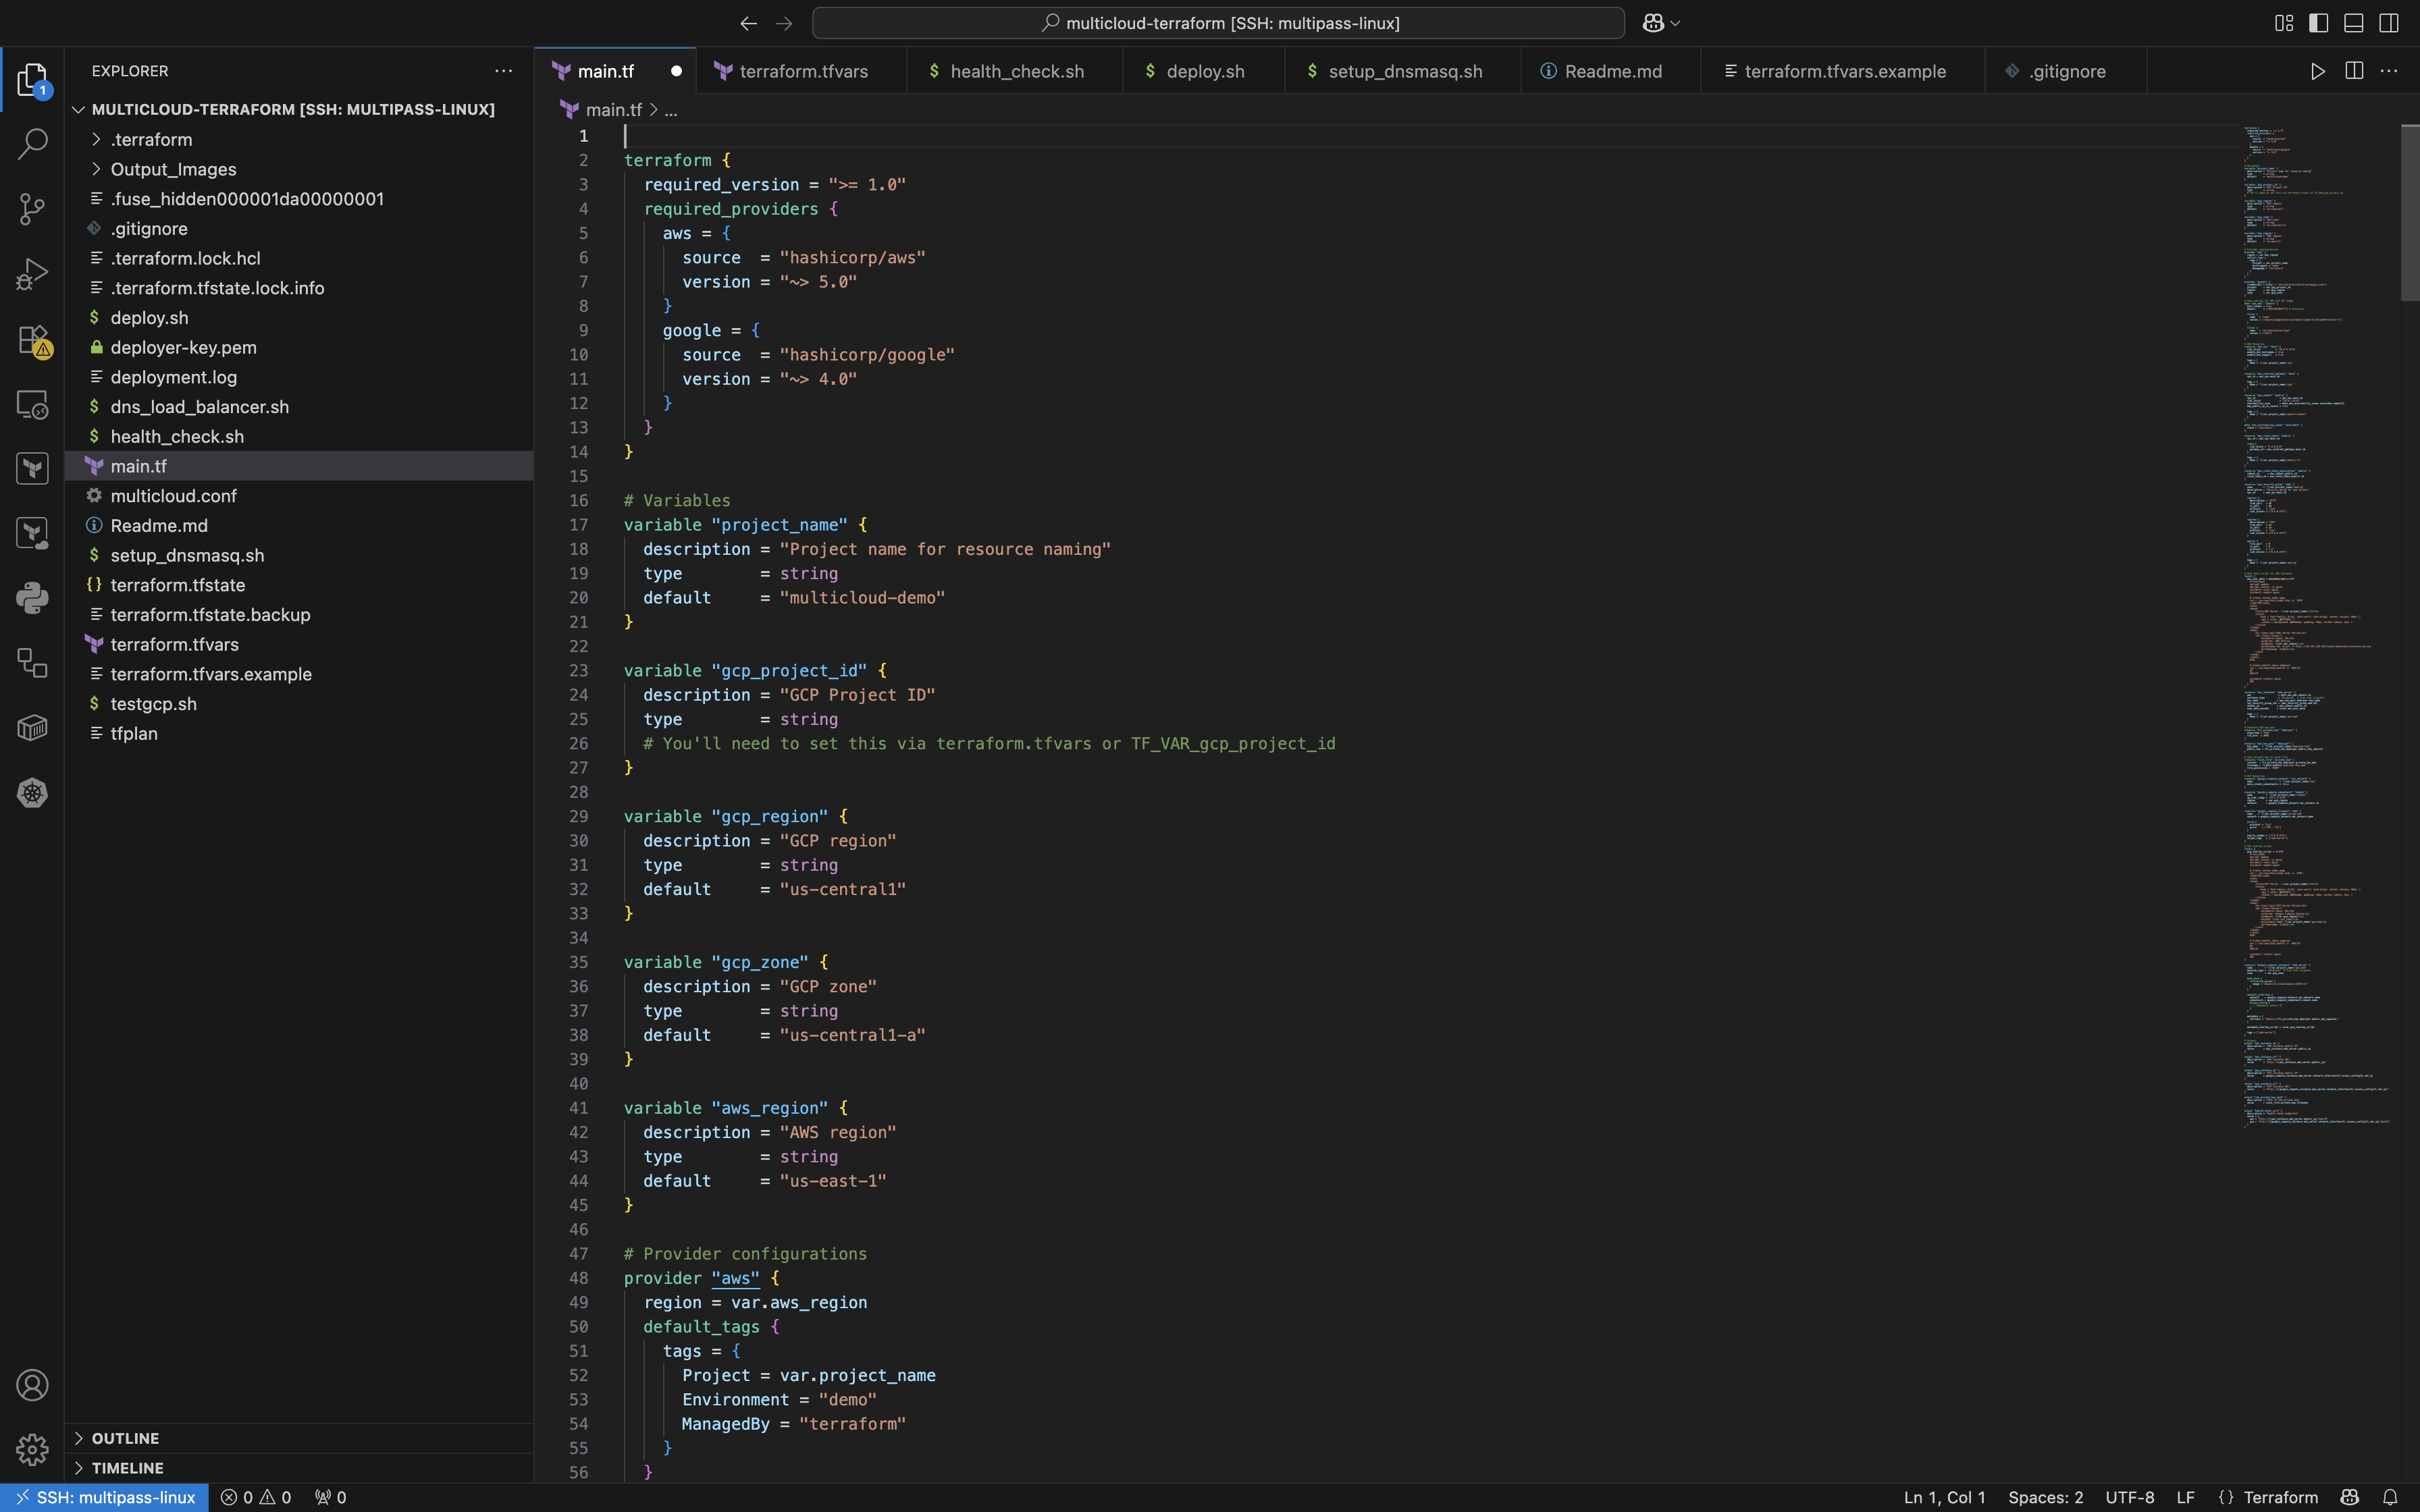 multicloud-terraform [SSH: multipass-linux]
EXPLORER
1
MULTICLOUD-TERRAFORM [SSH: MULTIPASS-LINUX]
.terraform
Output_Images
.fuse_hidden000001da00000001
.gitignore
.terraform.lock.hcl
.terraform.tfstate.lock.info
$ deploy.sh
deployer-key.pem
deployment.log
$ dns_load_balancer.sh
$ health_check.sh
main.tf
multicloud.conf
Readme.md
$ setup_dnsmasq.sh
{} terraform.tfstate
terraform.tfstate.backup
terraform.tfvars
terraform.tfvars.example
$ testgcp.sh
tfplan
OUTLINE
TIMELINE
main.tf
terraform.tfvars
$ health_check.sh
$ deploy.sh
$ setup_dnsmasq.sh
Readme.md
terraform.tfvars.example
.gitignore
main.tf > ...
1
2 terraform {
3 required_version = ">= 1.0"
4 required_providers {
5 aws = {
6 source  = "hashicorp/aws"
7 version = "~> 5.0"
8 }
9 google = {
10 source  = "hashicorp/google"
11 version = "~> 4.0"
12 }
13 }
14 }
15
16 # Variables
17 variable "project_name" {
18 description = "Project name for resource naming"
19 type        = string
20 default     = "multicloud-demo"
21 }
22
23 variable "gcp_project_id" {
24 description = "GCP Project ID"
25 type        = string
26 # You'll need to set this via terraform.tfvars or TF_VAR_gcp_project_id
27 }
28
29 variable "gcp_region" {
30 description = "GCP region"
31 type        = string
32 default     = "us-central1"
33 }
34
35 variable "gcp_zone" {
36 description = "GCP zone"
37 type        = string
38 default     = "us-central1-a"
39 }
40
41 variable "aws_region" {
42 description = "AWS region"
43 type        = string
44 default     = "us-east-1"
45 }
46
47 # Provider configurations
48 provider "aws" {
49 region = var.aws_region
50 default_tags {
51 tags = {
52 Project = var.project_name
53 Environment = "demo"
54 ManagedBy = "terraform"
55 }
56 }
SSH: multipass-linux
0 0
0
Ln 1, Col 1
Spaces: 2
UTF-8
LF
{} Terraform